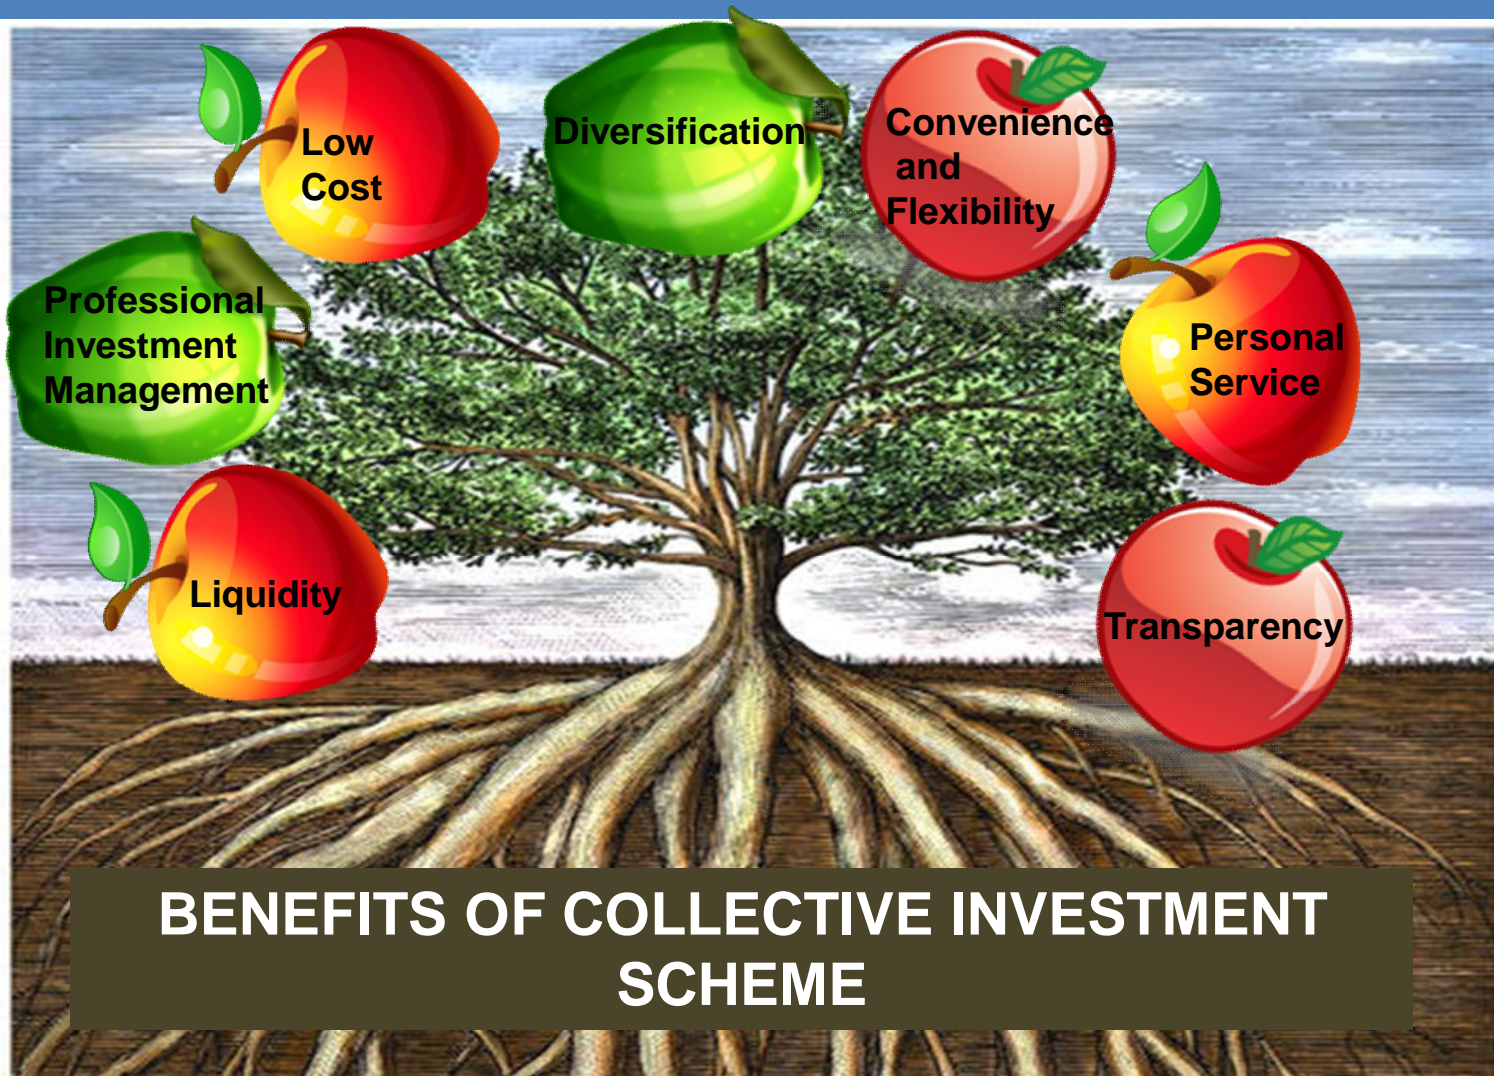 Low
Cost
Diversification
Convenience
and
Flexibility
Professional
Investment
Management
Personal
Service
Liquidity
Transparency
BENEFITS OF COLLECTIVE INVESTMENT
SCHEME